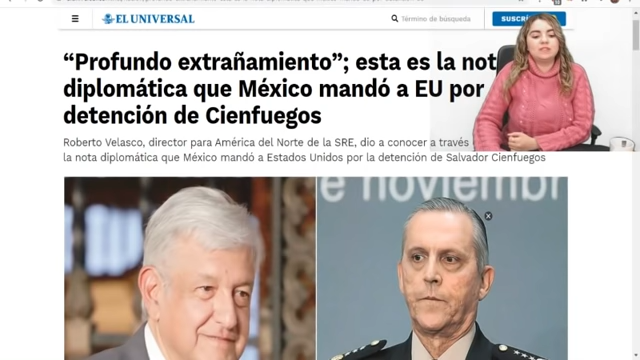 EL UNIVERSAL
Término de búsqueda
SUSCRÍ
“Profundo extrañamiento”; esta es la not
diplomática que México mandó a EU por
detención de Cienfuegos
Roberto Velasco, director para América del Norte de la SRE, dio a conocer a través
la nota diplomática que México mandó a Estados Unidos por la detención de Salvador Cienfuegos
e noviembr